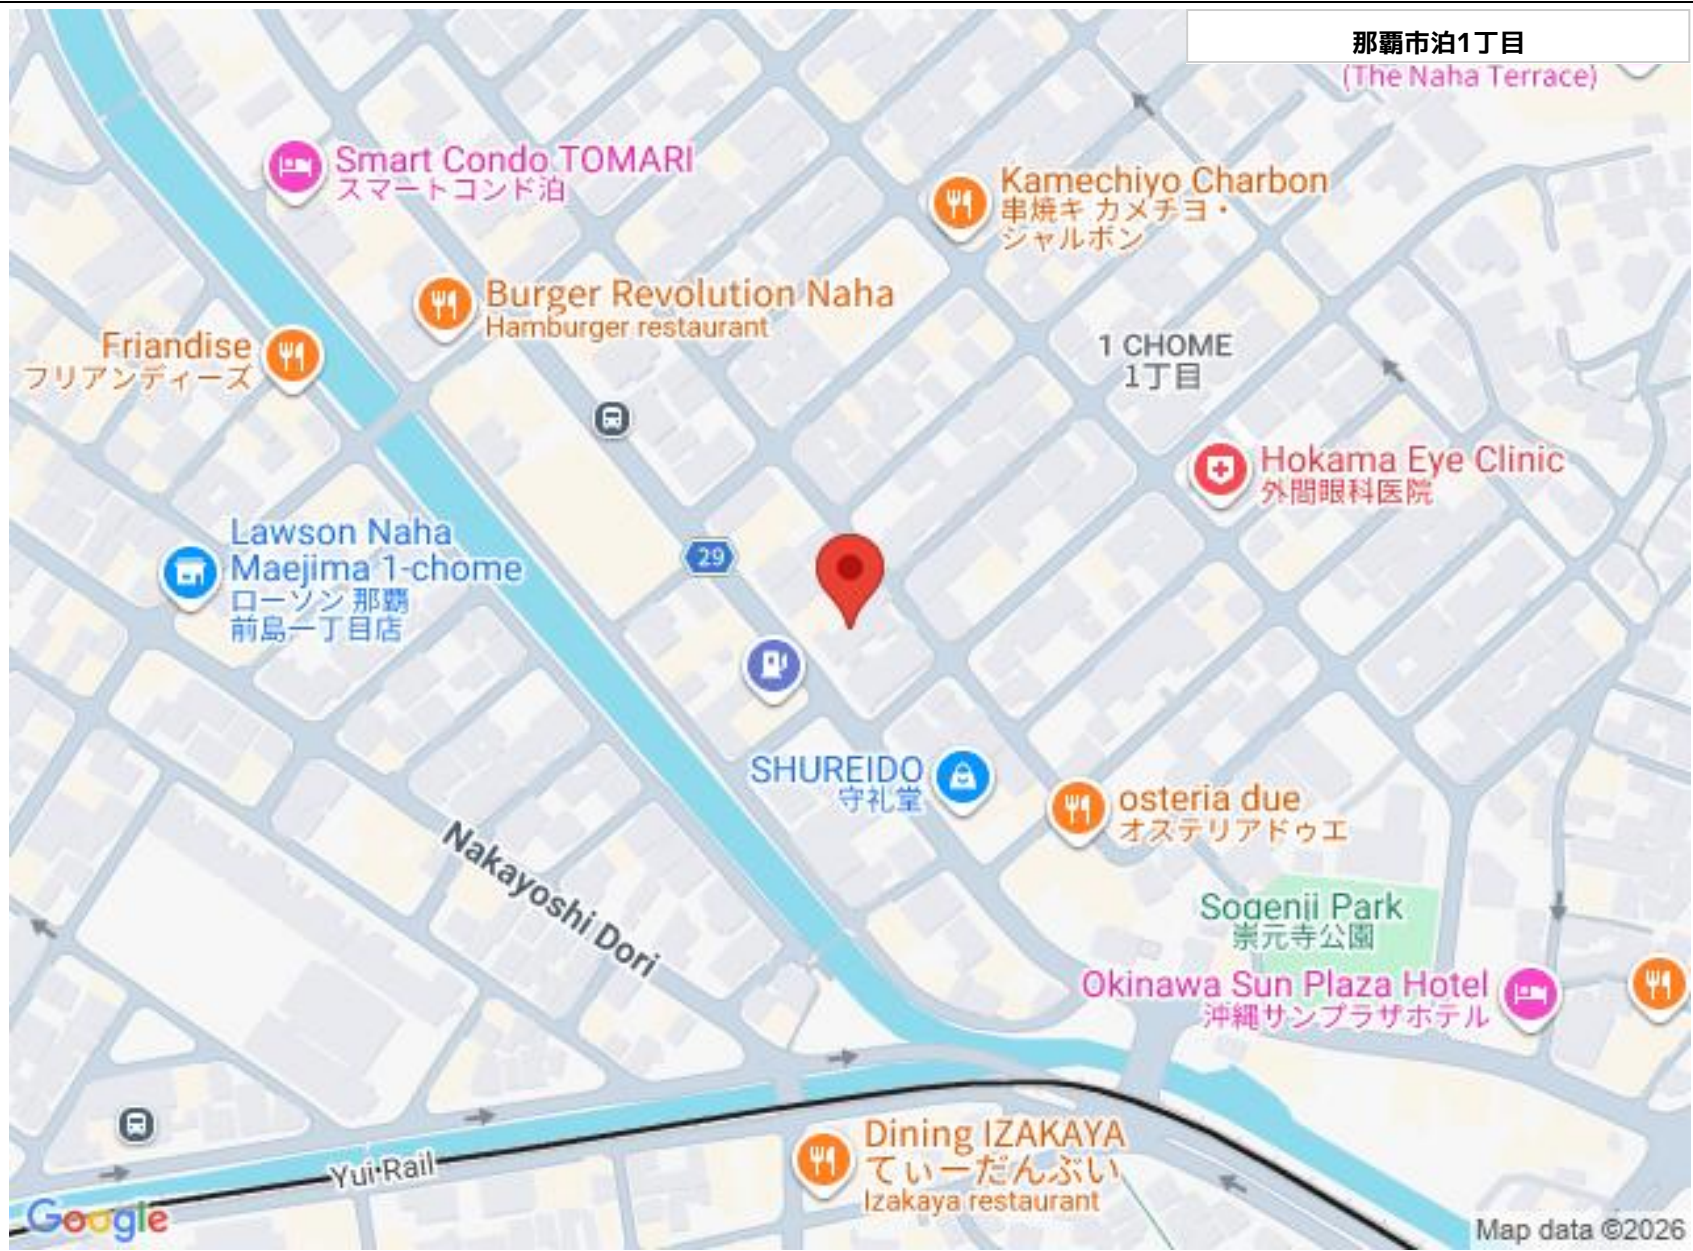 那覇市泊1丁目
(The Naha Terrace)
Smart Condo TOMARI
スマートコンド泊
Kamechiyo Charbon
串焼キ カメチヨ・
シャルボン
Burger Revolution Naha
Hamburger restaurant
Friandise
フリアンディーズ
1 CHOME
1丁目
Hokama Eye Clinic
外間眼科医院
Lawson Naha
Maejima 1-chome
ローソン 那覇
前島一丁目店
29
SHUREIDO
守礼堂
osteria due
オステリアドゥエ
Nakayoshi Dori
Sogenji Park
崇元寺公園
Okinawa Sun Plaza Hotel
沖縄サンプラザホテル
Dining IZAKAYA
てぃーだんぶい
Izakaya restaurant
Yui Rail
Google
Map data ©2026